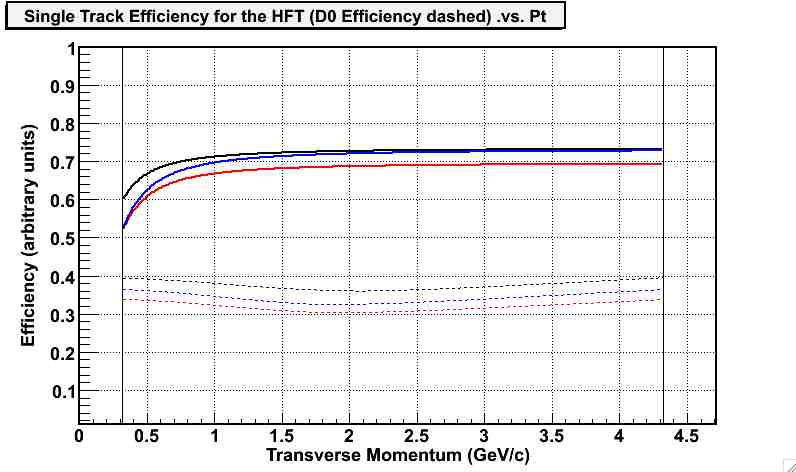 Single Track Efficiency for the HFT (D0 Efficiency dashed) .vs. Pt
Efficiency (arbitrary units)
1
0.9
0.8
0.7
0.6
0.5
0.4
0.3
0.2
0.1
0 0.5 1 1.5 2 2.5 3 3.5 4 4.5
Transverse Momentum (GeV/c)